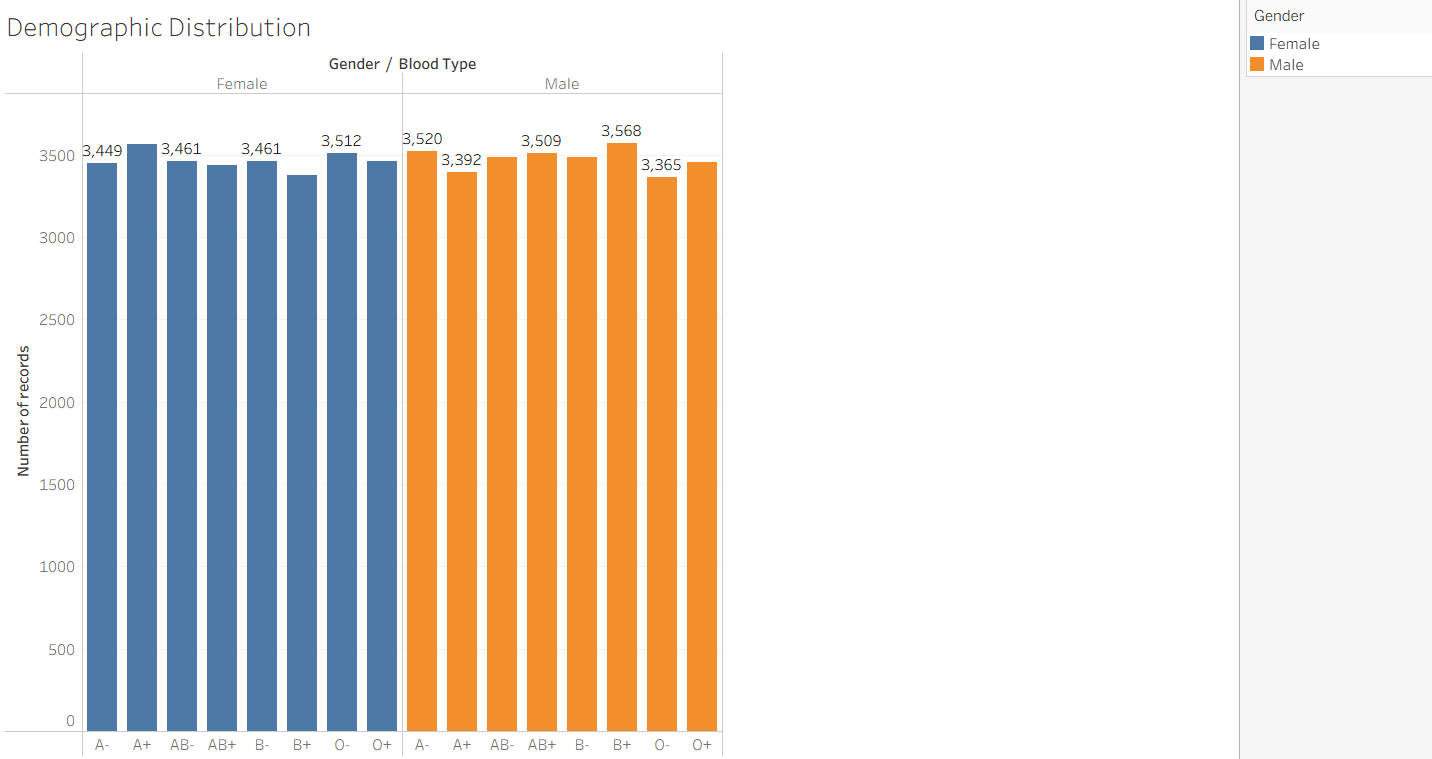 Demographic Distribution
Gender / Blood Type
Female Male
3,449 3,461 3,461 3,512 3,520 3,392 3,509 3,568 3,365
3500
3000
2500
2000
1500
1000
500
0
Number of records
A- A+ AB- AB+ B- B+ O- O+ A- A+ AB- AB+ B- B+ O- O+
Gender
Female
Male